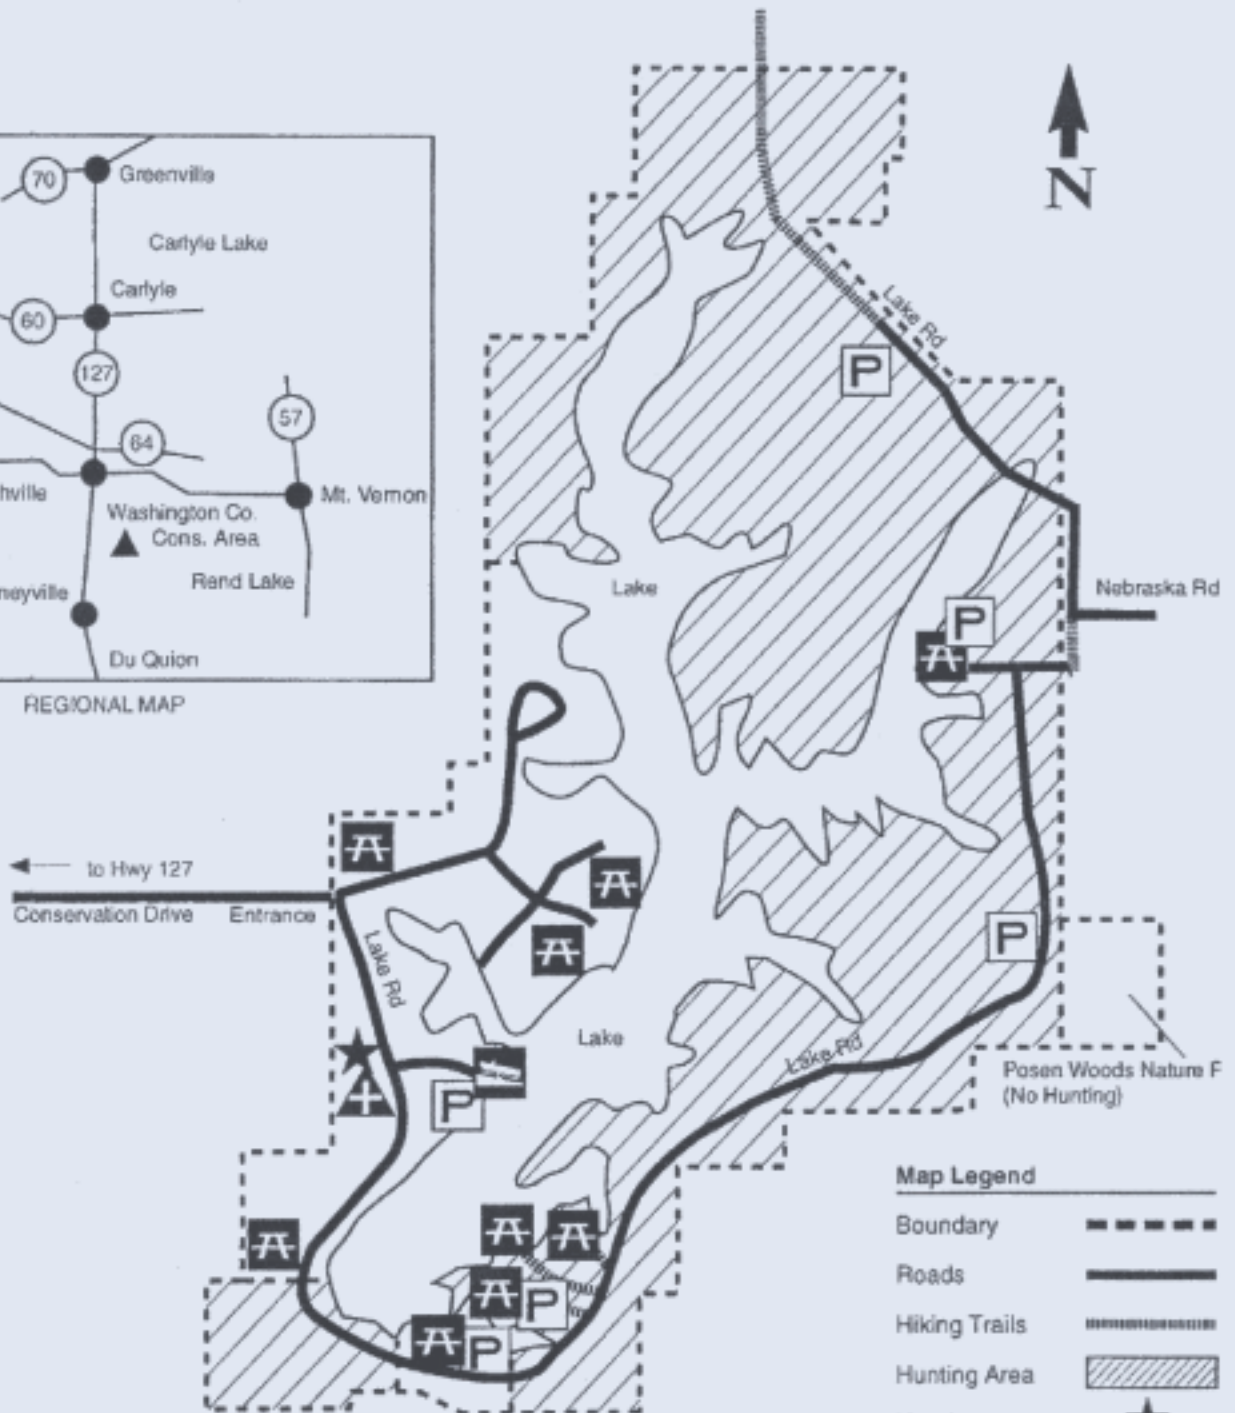 N
70
Greenville
Carlyle Lake
Carlyle
60
127
57
64
hville
Mt. Vernon
Washington Co.
Cons. Area
Rend Lake
neyville
Du Quion
REGIONAL MAP
Lake Rd
P
Lake
Nebraska Rd
P
to Hwy 127
Conservation Drive
Entrance
Lake Rd
P
Lake
Lake Rd
P
Posen Woods Nature F
(No Hunting)
P
P
Map Legend
Boundary
Roads
Hiking Trails
Hunting Area